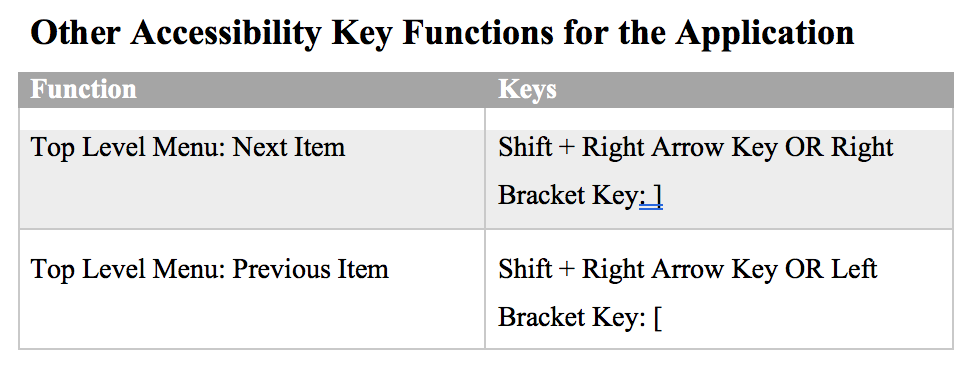 Other Accessibility Key Functions for the Application
Function Keys
Top Level Menu: Next Item Shift + Right Arrow Key OR Right
Bracket Key: ]
Top Level Menu: Previous Item Shift + Right Arrow Key OR Left
Bracket Key: [